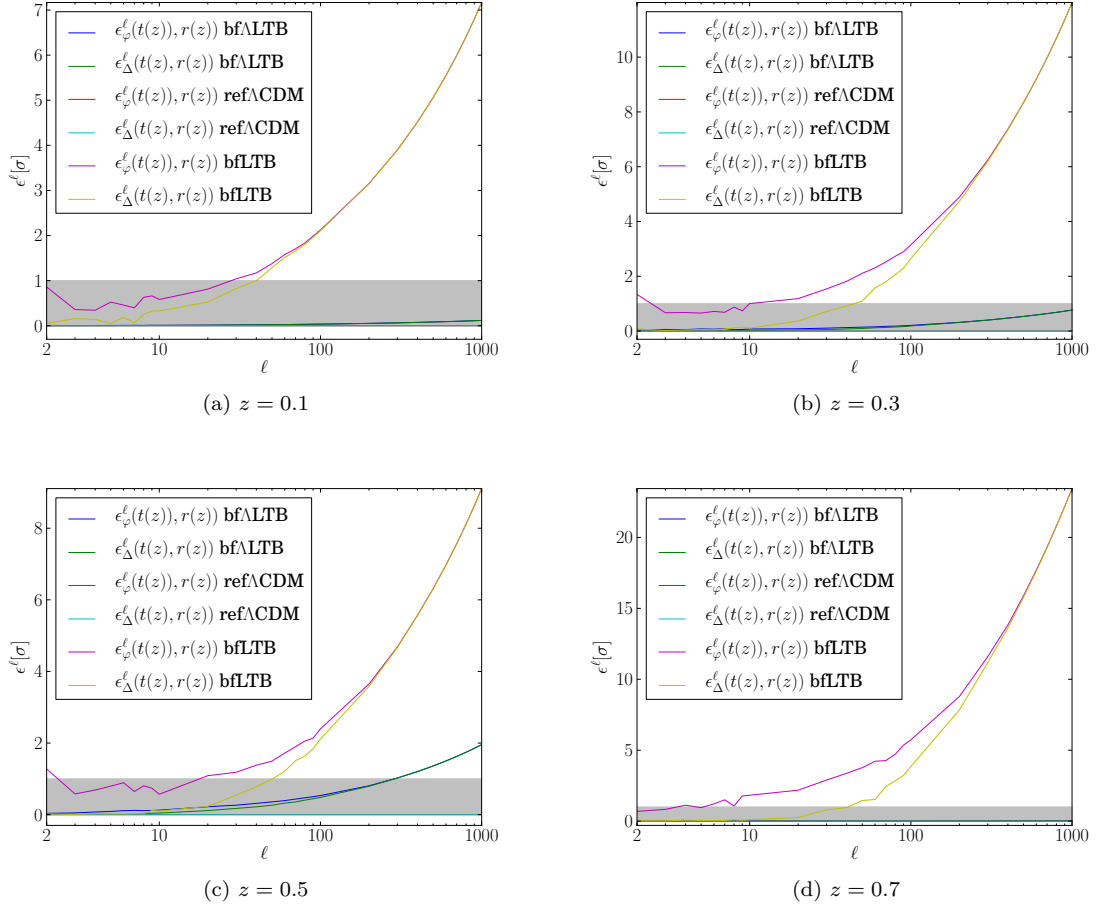 ϵ^ℓ[σ]
7
6
5
4
3
2
1
0
ϵ^ℓ_φ(t(z)), r(z)) bfΛLTB
ϵ^ℓ_Δ(t(z), r(z)) bfΛLTB
ϵ^ℓ_φ(t(z)), r(z)) refΛCDM
ϵ^ℓ_Δ(t(z), r(z)) refΛCDM
ϵ^ℓ_φ(t(z)), r(z)) bfLTB
ϵ^ℓ_Δ(t(z), r(z)) bfLTB
2 10 100 1000
ℓ
(a) z = 0.1
ϵ^ℓ[σ]
12
10
8
6
4
2
0
ϵ^ℓ_φ(t(z)), r(z)) bfΛLTB
ϵ^ℓ_Δ(t(z), r(z)) bfΛLTB
ϵ^ℓ_φ(t(z)), r(z)) refΛCDM
ϵ^ℓ_Δ(t(z), r(z)) refΛCDM
ϵ^ℓ_φ(t(z)), r(z)) bfLTB
ϵ^ℓ_Δ(t(z), r(z)) bfLTB
2 10 100 1000
ℓ
(b) z = 0.3
ϵ^ℓ[σ]
8
6
4
2
0
ϵ^ℓ_φ(t(z)), r(z)) bfΛLTB
ϵ^ℓ_Δ(t(z), r(z)) bfΛLTB
ϵ^ℓ_φ(t(z)), r(z)) refΛCDM
ϵ^ℓ_Δ(t(z), r(z)) refΛCDM
ϵ^ℓ_φ(t(z)), r(z)) bfLTB
ϵ^ℓ_Δ(t(z), r(z)) bfLTB
2 10 100 1000
ℓ
(c) z = 0.5
ϵ^ℓ[σ]
20
15
10
5
0
ϵ^ℓ_φ(t(z)), r(z)) bfΛLTB
ϵ^ℓ_Δ(t(z), r(z)) bfΛLTB
ϵ^ℓ_φ(t(z)), r(z)) refΛCDM
ϵ^ℓ_Δ(t(z), r(z)) refΛCDM
ϵ^ℓ_φ(t(z)), r(z)) bfLTB
ϵ^ℓ_Δ(t(z), r(z)) bfLTB
2 10 100 1000
ℓ
(d) z = 0.7